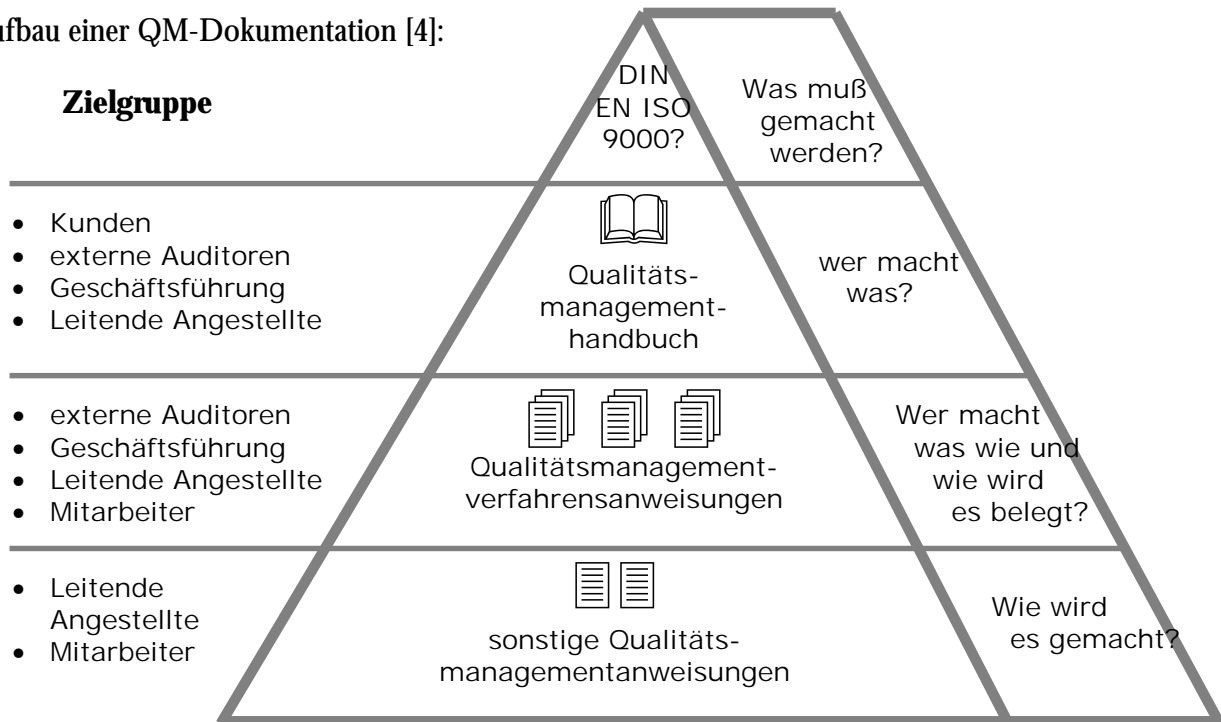 ufbau einer QM-Dokumentation [4]:
Zielgruppe
DIN
EN ISO
9000?
Was muß
gemacht
werden?
• Kunden
• externe Auditoren
• Geschäftsführung
• Leitende Angestellte
Qualitäts-
management-
handbuch
wer macht
was?
• externe Auditoren
• Geschäftsführung
• Leitende Angestellte
• Mitarbeiter
Qualitätsmanagement-
verfahrensanweisungen
Wer macht
was wie und
wie wird
es belegt?
• Leitende
Angestellte
• Mitarbeiter
sonstige Qualitäts-
managementanweisungen
Wie wird
es gemacht?